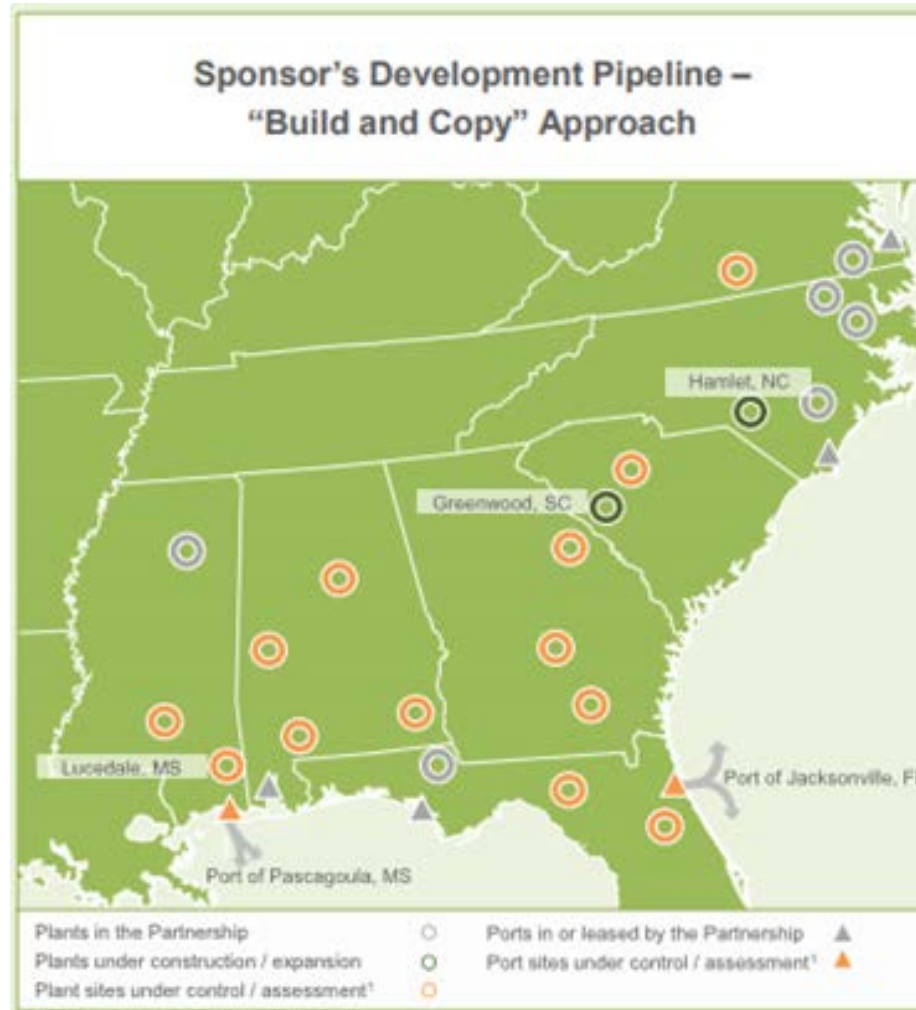 Sponsor's Development Pipeline –
"Build and Copy" Approach
Hamlet, NC
Greenwood, SC
Lucedale, MS
Port of Jacksonville, F
Port of Pascagoula, MS
Plants in the Partnership
Plants under construction / expansion
Plant sites under control / assessment¹
Ports in or leased by the Partnership
Port sites under control / assessment¹